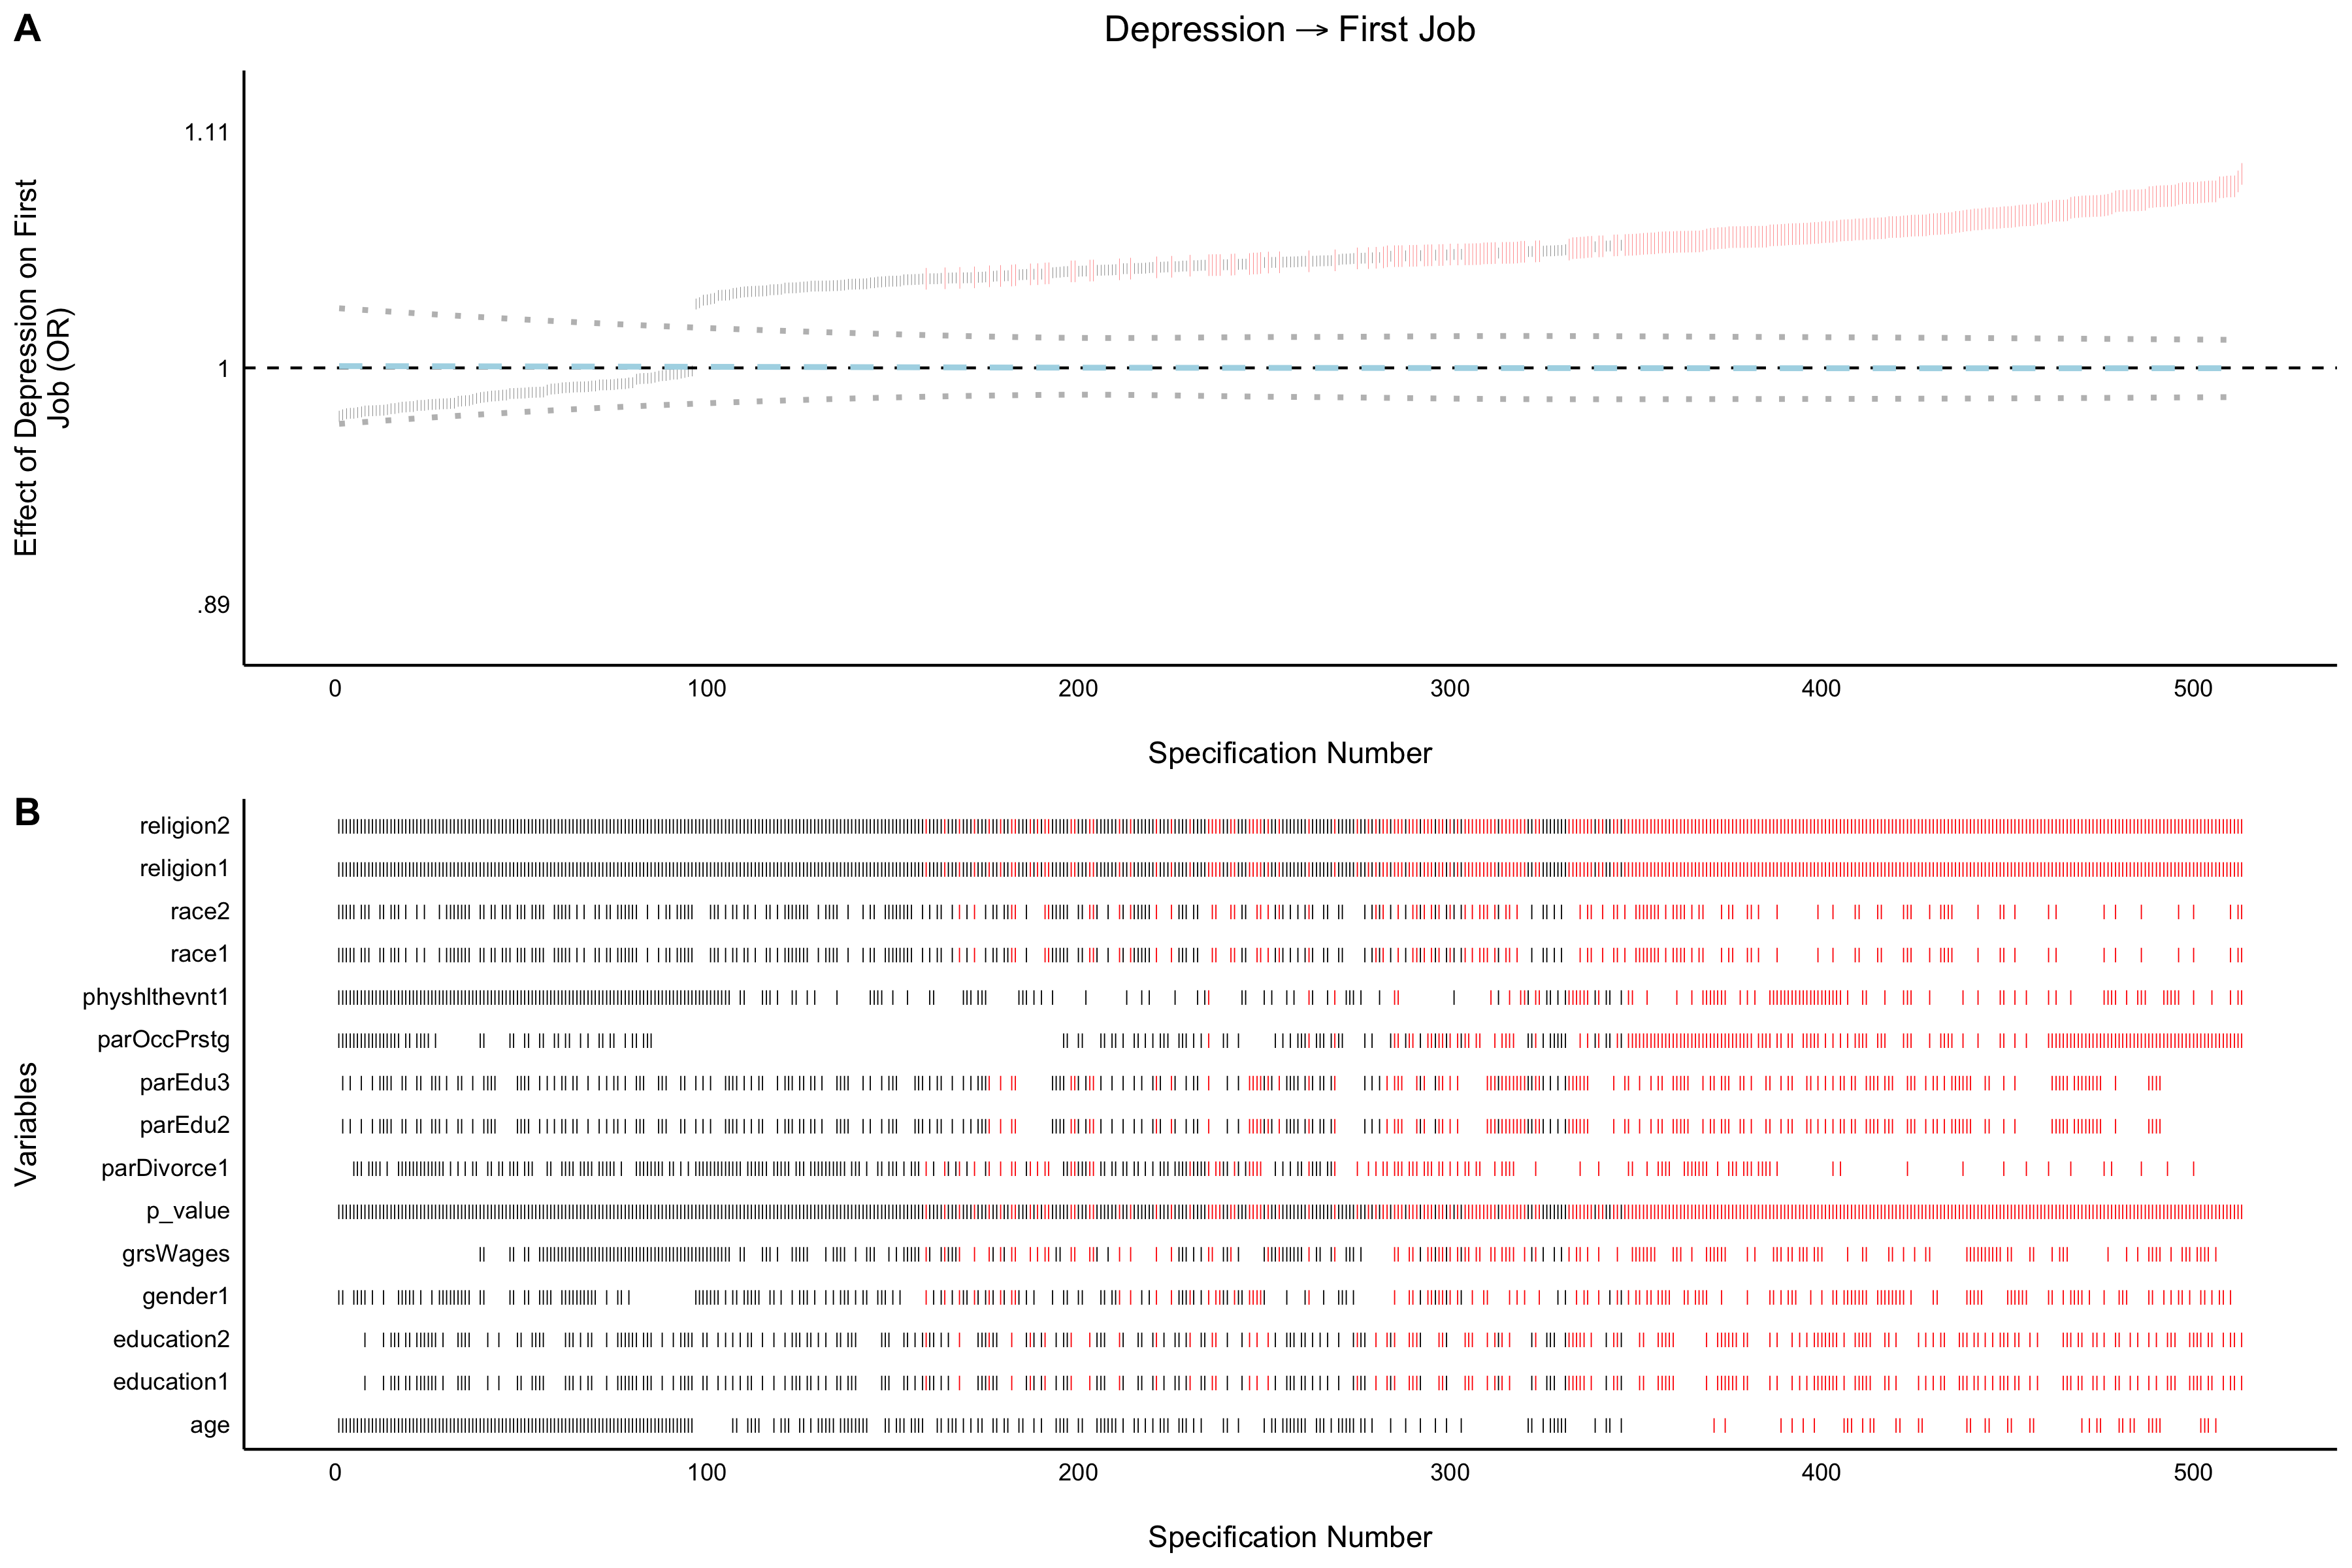 A
Depression → First Job
Effect of Depression on First
Job (OR)
1.11
1
.89
0 100 200 300 400 500
Specification Number
B
Variables
religion2
religion1
race2
race1
physhlthevnt1
parOccPrstg
parEdu3
parEdu2
parDivorce1
p_value
grsWages
gender1
education2
education1
age
0 100 200 300 400 500
Specification Number